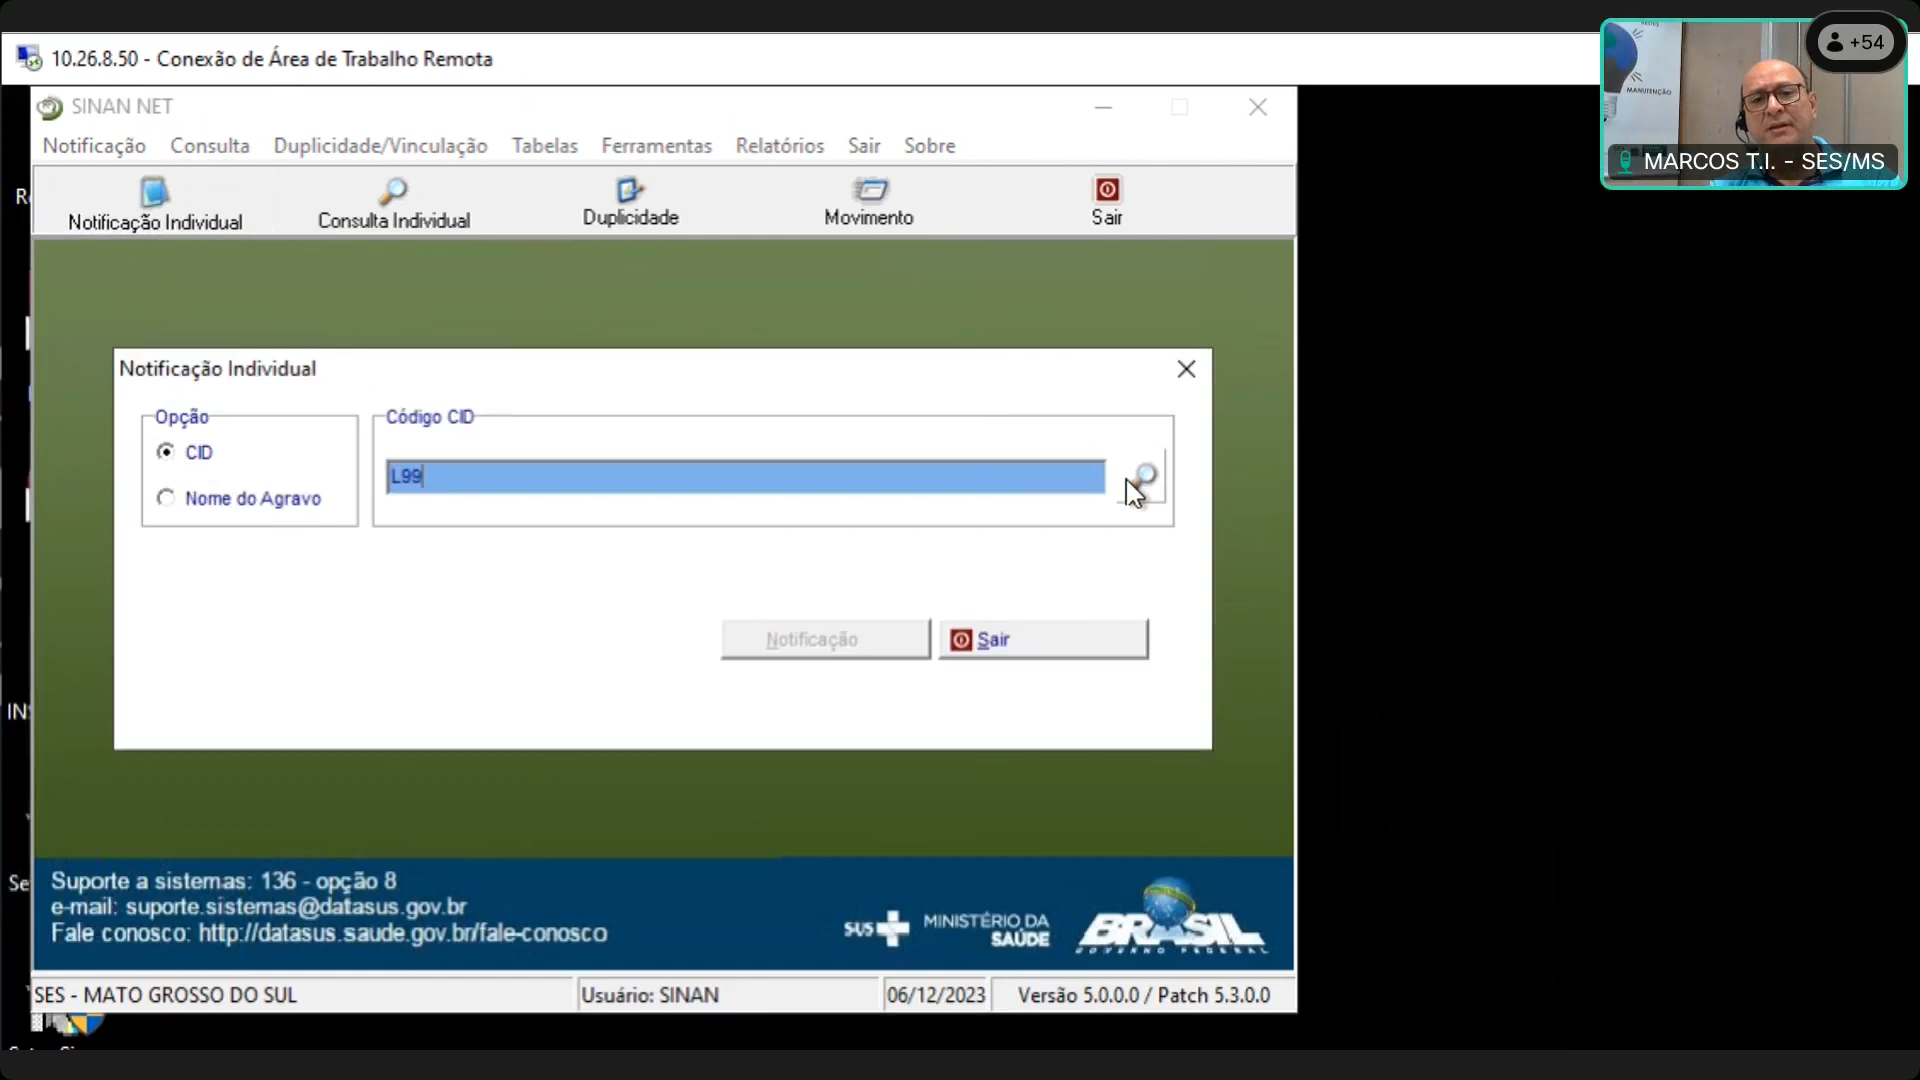 10.26.8.50 - Conexão de Área de Trabalho Remota
+54
REDES
MANUTENÇÃO
MARCOS T.I. - SES/MS
SINAN NET
Notificação Consulta Duplicidade/Vinculação Tabelas Ferramentas Relatórios Sair Sobre
Notificação Individual Consulta Individual Duplicidade Movimento Sair
Notificação Individual
Opção
CID
Nome do Agravo
Código CID
L99
Notificação Sair
Suporte a sistemas: 136 - opção 8
e-mail: suporte.sistemas@datasus.gov.br
Fale conosco: http://datasus.saude.gov.br/fale-conosco
SUS MINISTÉRIO DA SAÚDE
BRASIL
GOVERNO FEDERAL
SES - MATO GROSSO DO SUL Usuário: SINAN 06/12/2023 Versão 5.0.0.0 / Patch 5.3.0.0